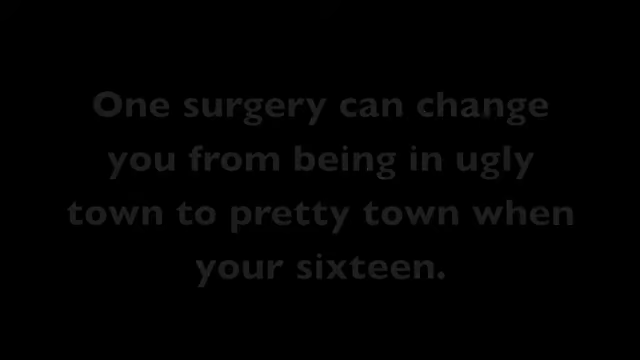 One surgery can change
you from being in ugly
town to pretty town when
your sixteen.